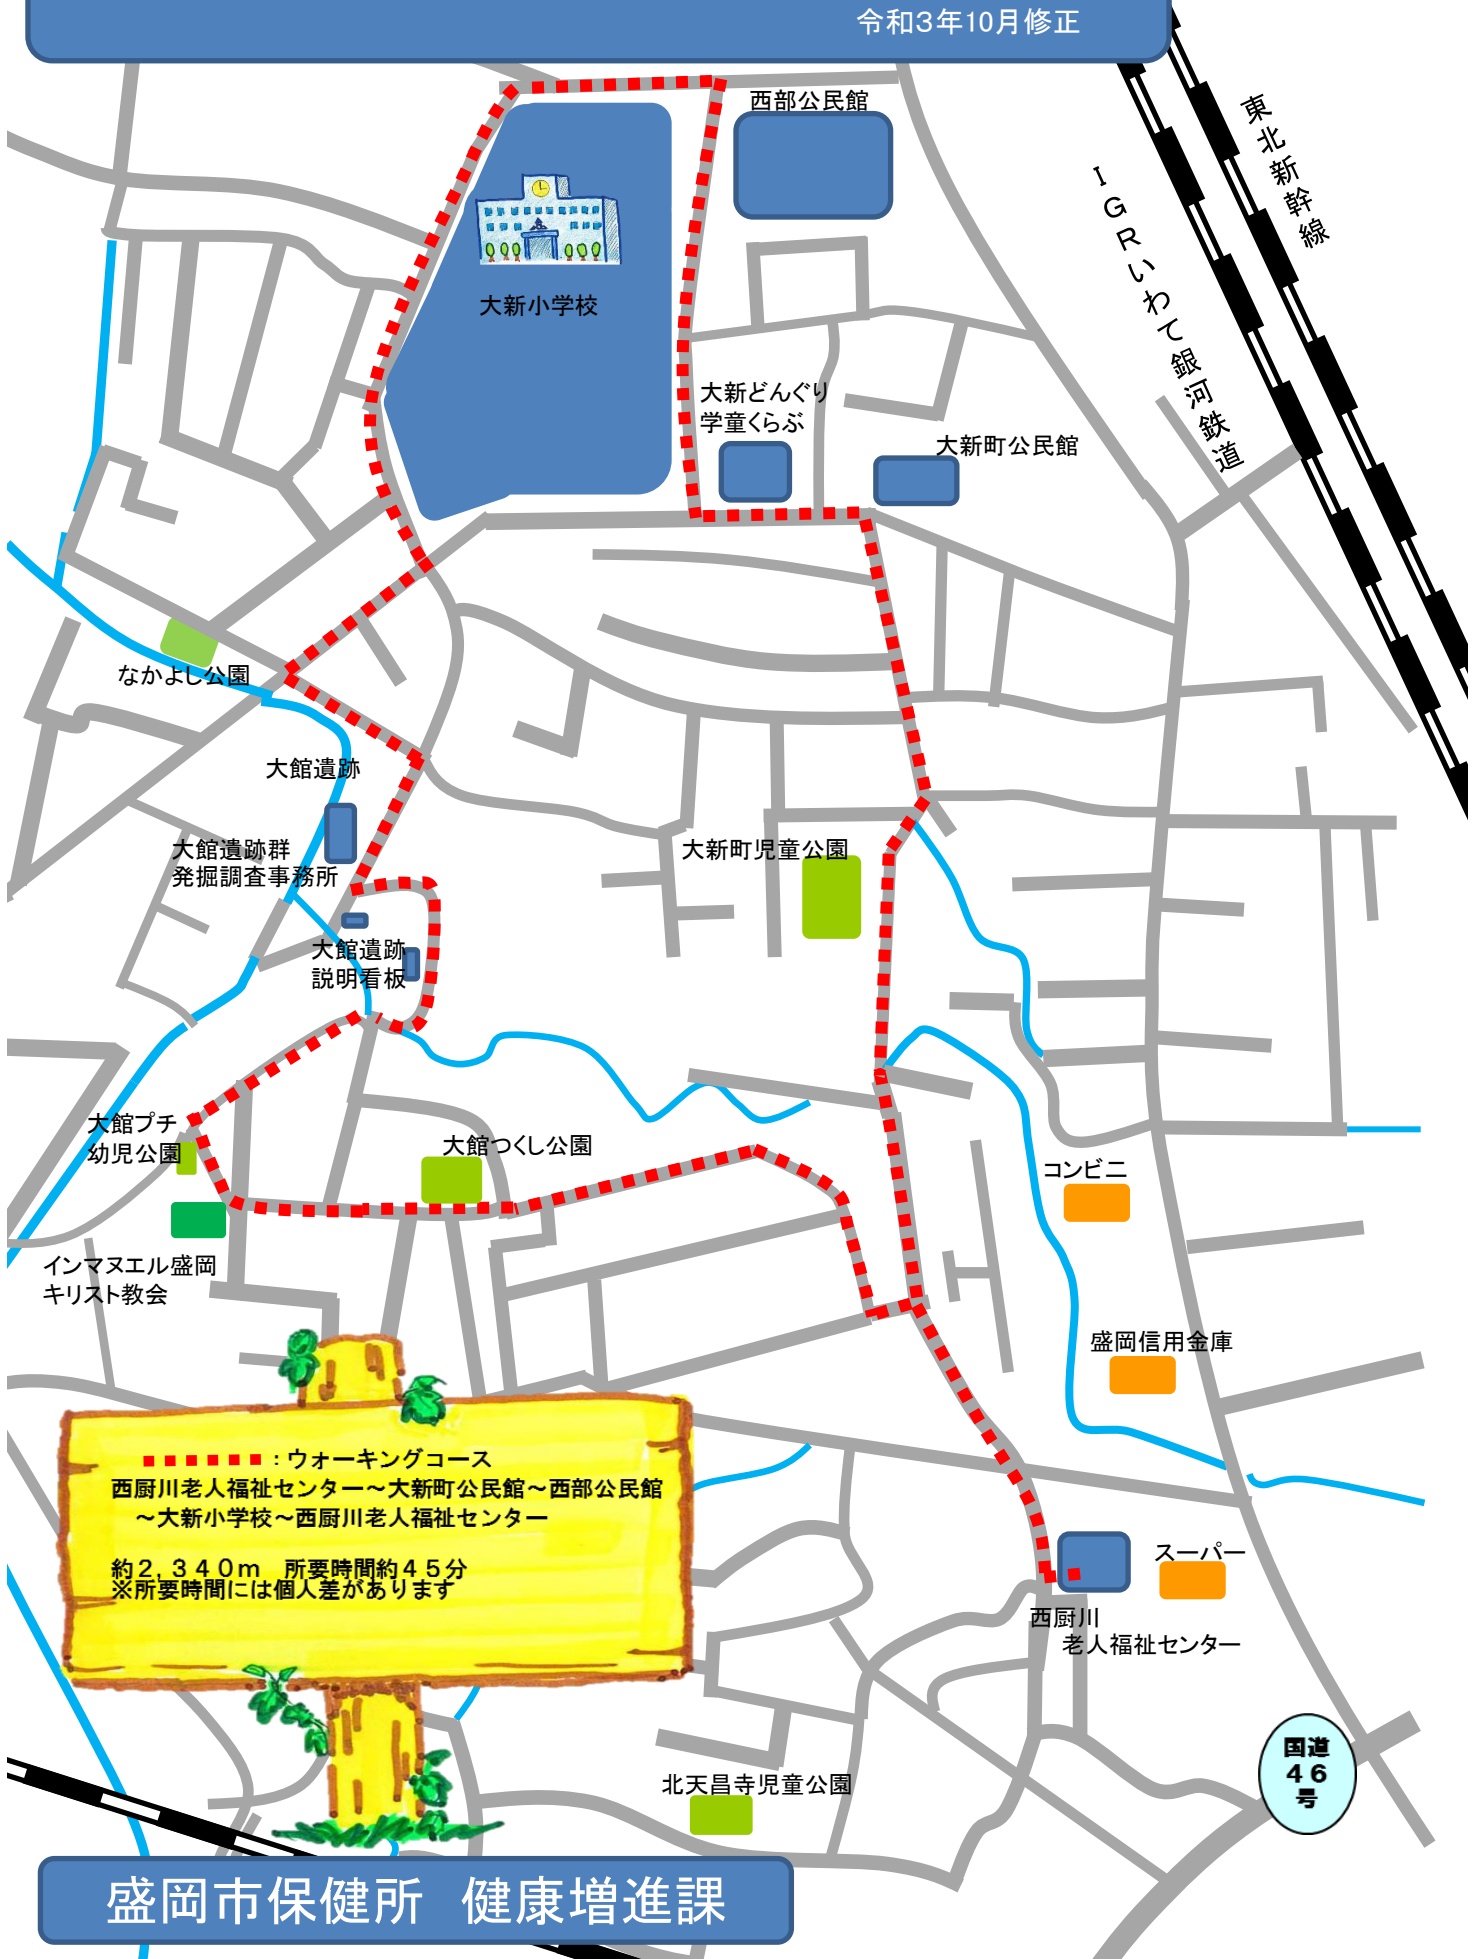 令和３年10月修正
西部公民館
東北新幹線
ＩＧＲいわて銀河鉄道
大新小学校
大新どんぐり
学童くらぶ
大新町公民館
なかよし公園
大館遺跡
大館遺跡群
発掘調査事務所
大新町児童公園
大館遺跡
説明看板
大館プチ
幼児公園
大館つくし公園
コンビニ
インマヌエル盛岡
キリスト教会
盛岡信用金庫
：ウォーキングコース
西厨川老人福祉センター～大新町公民館～西部公民館
～大新小学校～西厨川老人福祉センター
約２，３４０ｍ　所要時間約４５分
※所要時間には個人差があります
スーパー
西厨川
老人福祉センター
国道
４６
号
北天昌寺児童公園
盛岡市保健所　健康増進課